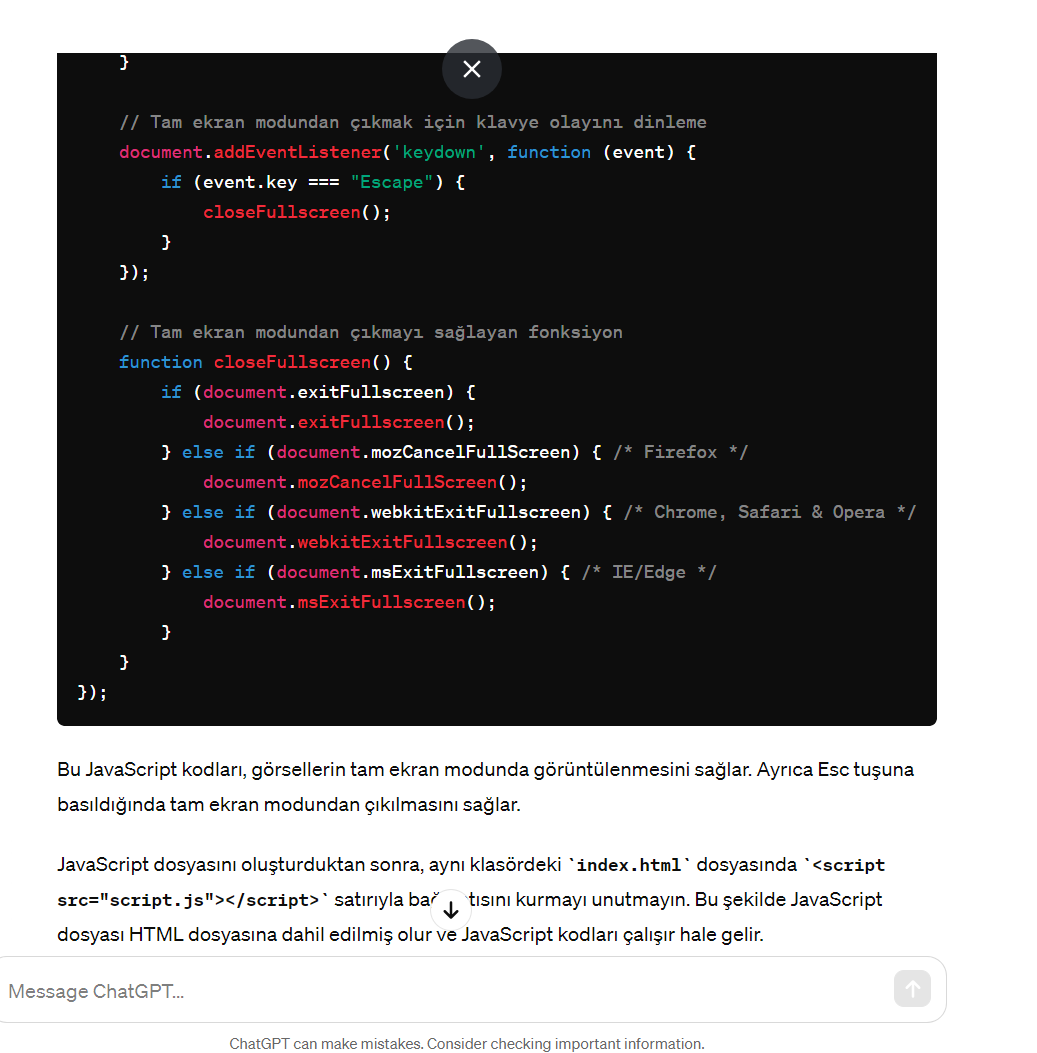 }
// Tam ekran modundan çıkmak için klavye olayını dinleme
document.addEventListener('keydown', function (event) {
if (event.key === "Escape") {
closeFullscreen();
}
});
// Tam ekran modundan çıkmayı sağlayan fonksiyon
function closeFullscreen() {
if (document.exitFullscreen) {
document.exitFullscreen();
} else if (document.mozCancelFullScreen) { /* Firefox */
document.mozCancelFullScreen();
} else if (document.webkitExitFullscreen) { /* Chrome, Safari & Opera */
document.webkitExitFullscreen();
} else if (document.msExitFullscreen) { /* IE/Edge */
document.msExitFullscreen();
}
}
});
Bu JavaScript kodları, görsellerin tam ekran modunda görüntülenmesini sağlar. Ayrıca Esc tuşuna
basıldığında tam ekran modundan çıkılmasını sağlar.
JavaScript dosyasını oluşturduktan sonra, aynı klasördeki `index.html` dosyasında `<script
src="script.js"></script>` satırıyla kurmayı unutmayın. Bu şekilde JavaScript
dosyası HTML dosyasına dahil edilmiş olur ve JavaScript kodları çalışır hale gelir.
Message ChatGPT...
ChatGPT can make mistakes. Consider checking important information.